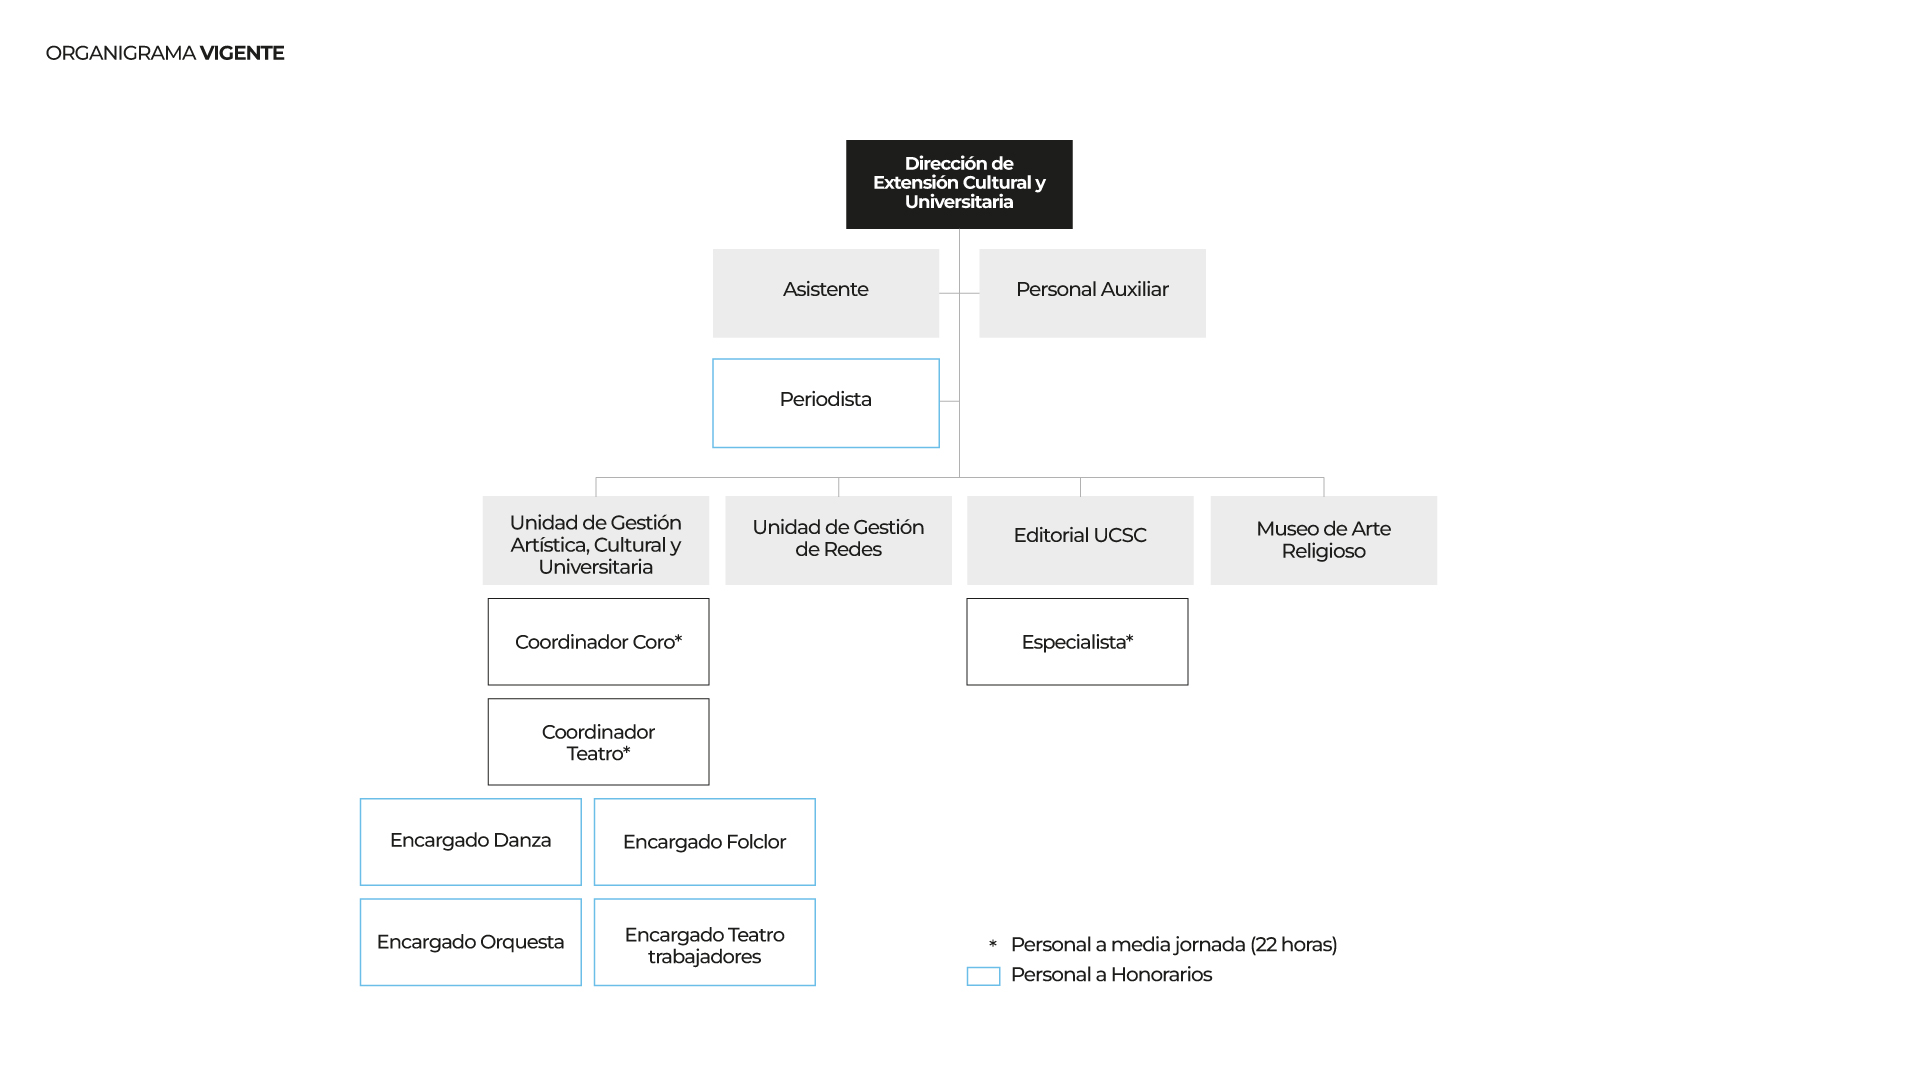 ORGANIGRAMA VIGENTE
Dirección de
Extensión Cultural y
Universitaria
Asistente
Personal Auxiliar
Periodista
Unidad de Gestión
Artística, Cultural y
Universitaria
Unidad de Gestión
de Redes
Editorial UCSC
Museo de Arte
Religioso
Coordinador Coro*
Especialista*
Coordinador
Teatro*
Encargado Danza
Encargado Folclor
Encargado Orquesta
Encargado Teatro
trabajadores
* Personal a media jornada (22 horas)
Personal a Honorarios